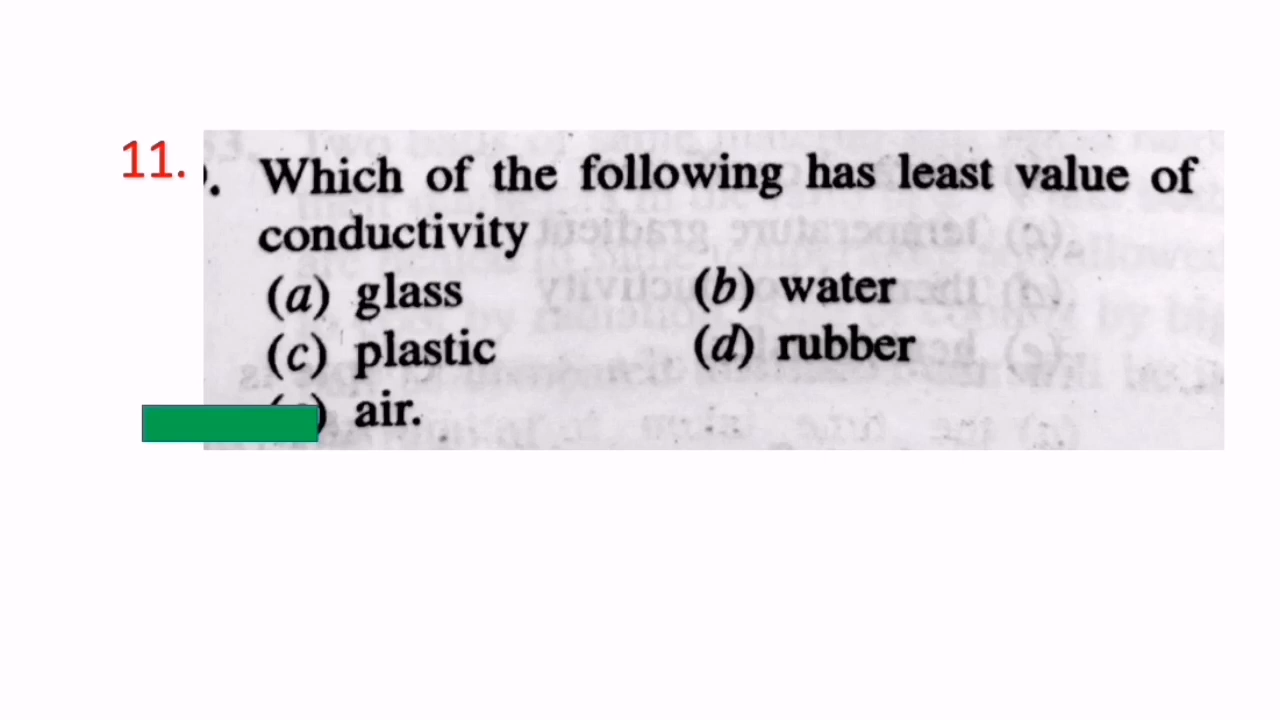 11. . Which of the following has least value of
conductivity
(a) glass (b) water
(c) plastic (d) rubber
) air.